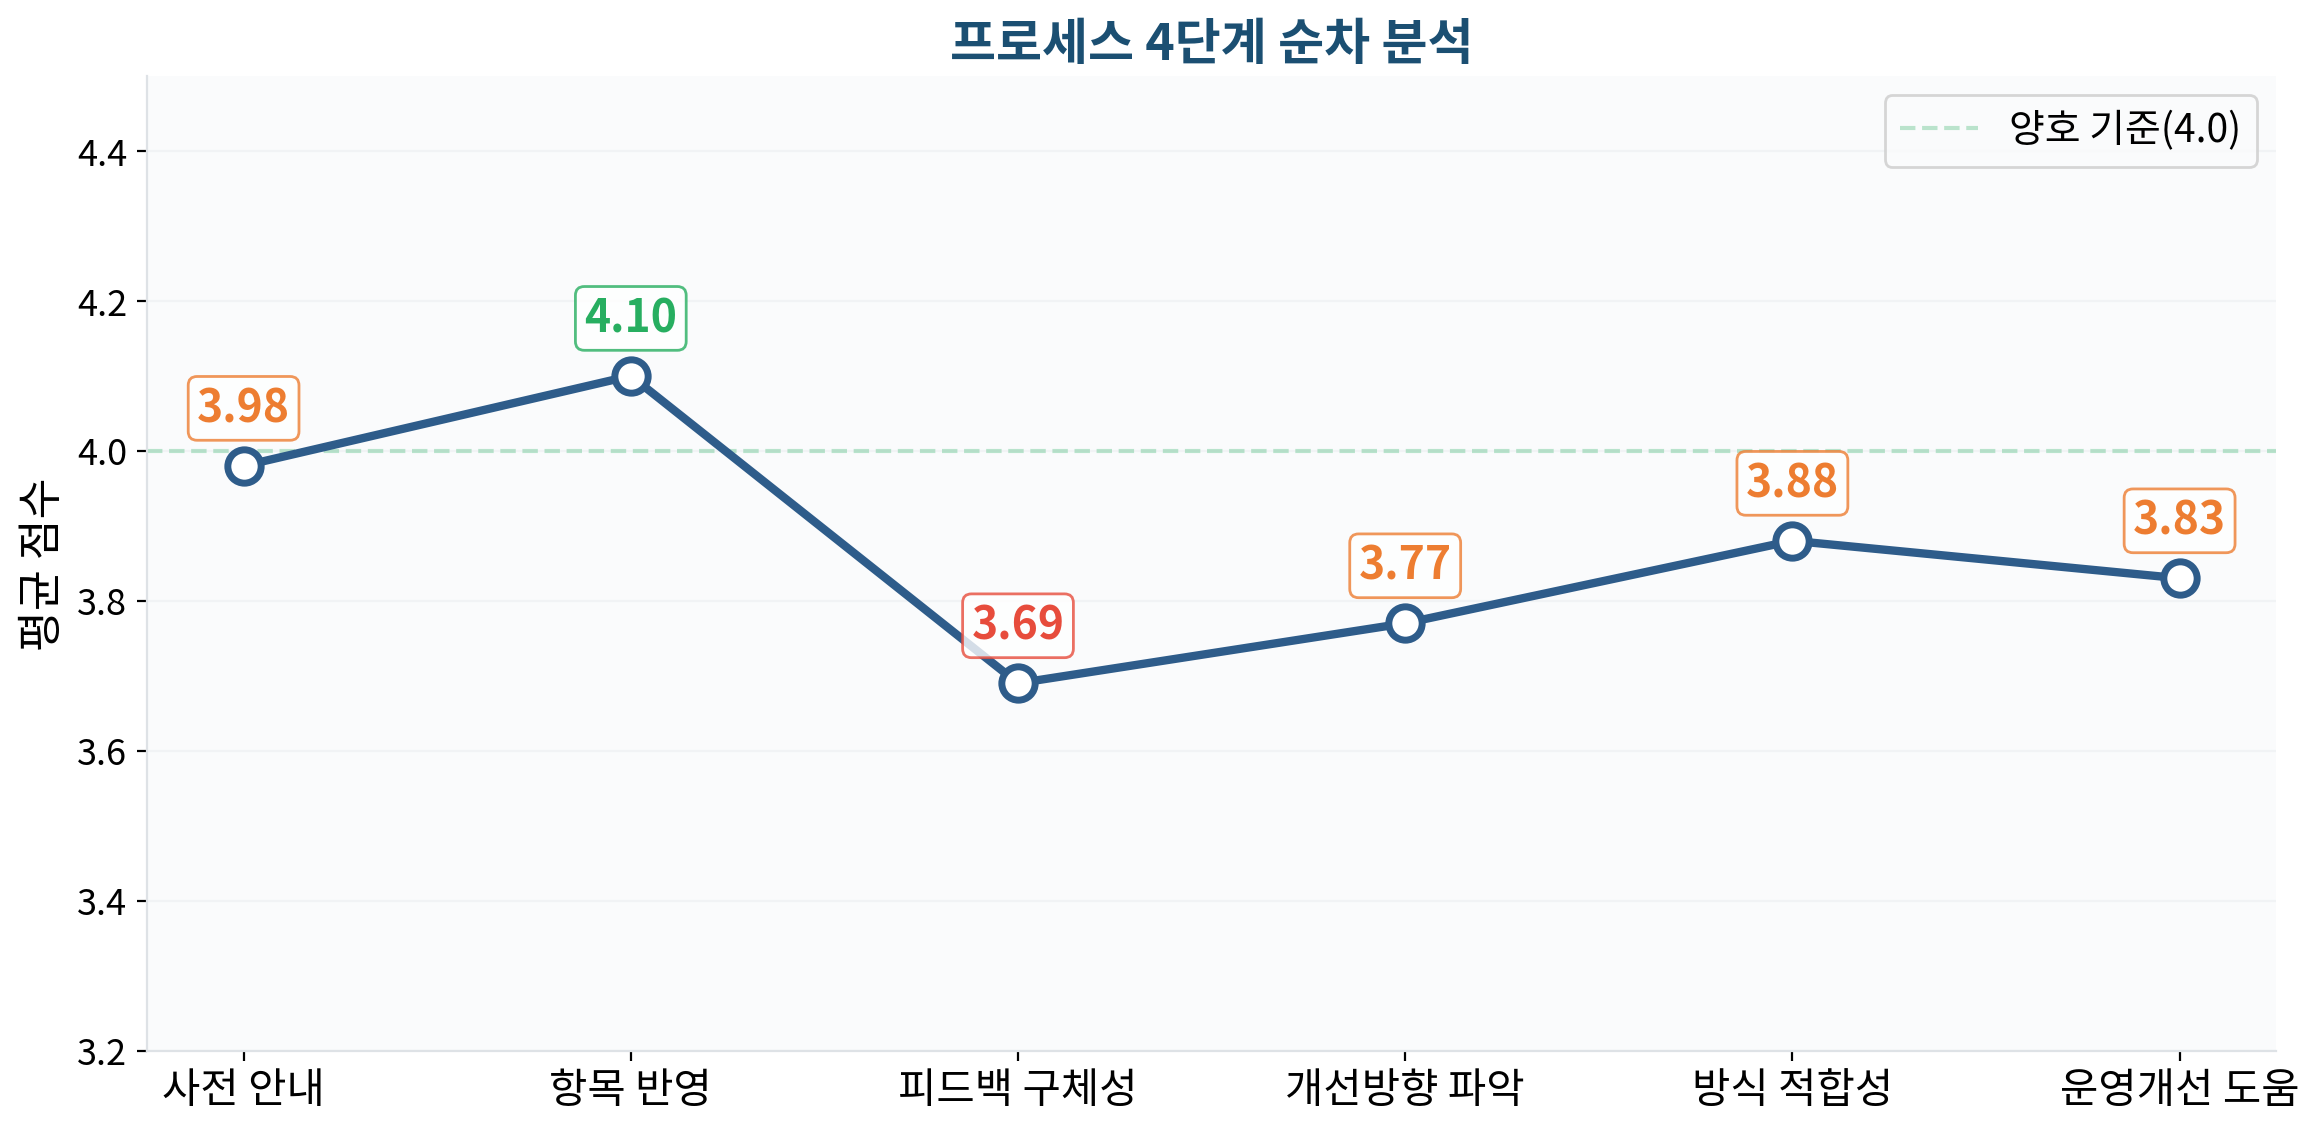 프로세스 4단계 순차 분석
양호 기준(4.0)
평균 점수
4.4
4.2
4.0
3.8
3.6
3.4
3.2
3.98
4.10
3.69
3.77
3.88
3.83
사전 안내
항목 반영
피드백 구체성
개선방향 파악
방식 적합성
운영개선 도움